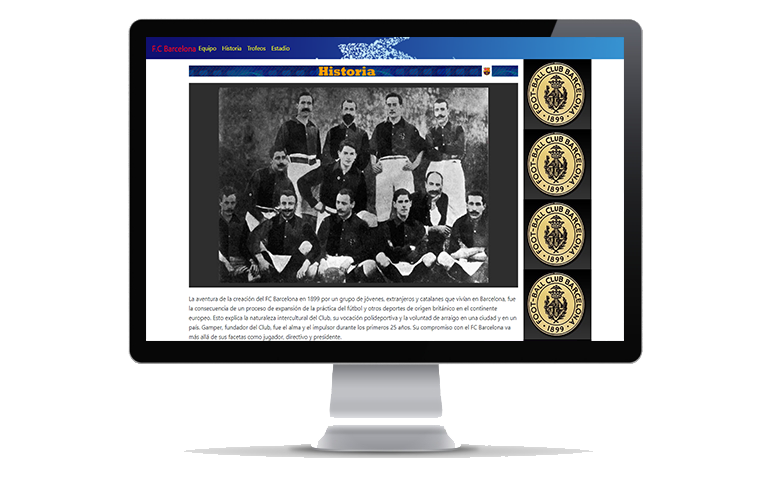 F.C Barcelona Equipo Historia Trofeos Estadio
Historia
FOOT-BALL CLUB BARCELONA
· 1899 ·
FOOT-BALL CLUB BARCELONA
· 1899 ·
FOOT-BALL CLUB BARCELONA
· 1899 ·
FOOT-BALL CLUB BARCELONA
· 1899 ·
La aventura de la creación del FC Barcelona en 1899 por un grupo de jóvenes, extranjeros y catalanes que vivían en Barcelona, fue
la consecuencia de un proceso de expansión de la práctica del fútbol y otros deportes de origen británico en el continente
europeo. Esto explica la naturaleza intercultural del Club, su vocación polideportiva y la voluntad de arraigo en una ciudad y en un
país. Gamper, fundador del Club, fue el alma y el impulsor durante los primeros 25 años. Su compromiso con el FC Barcelona va
más allá de sus facetas como jugador, directivo y presidente.